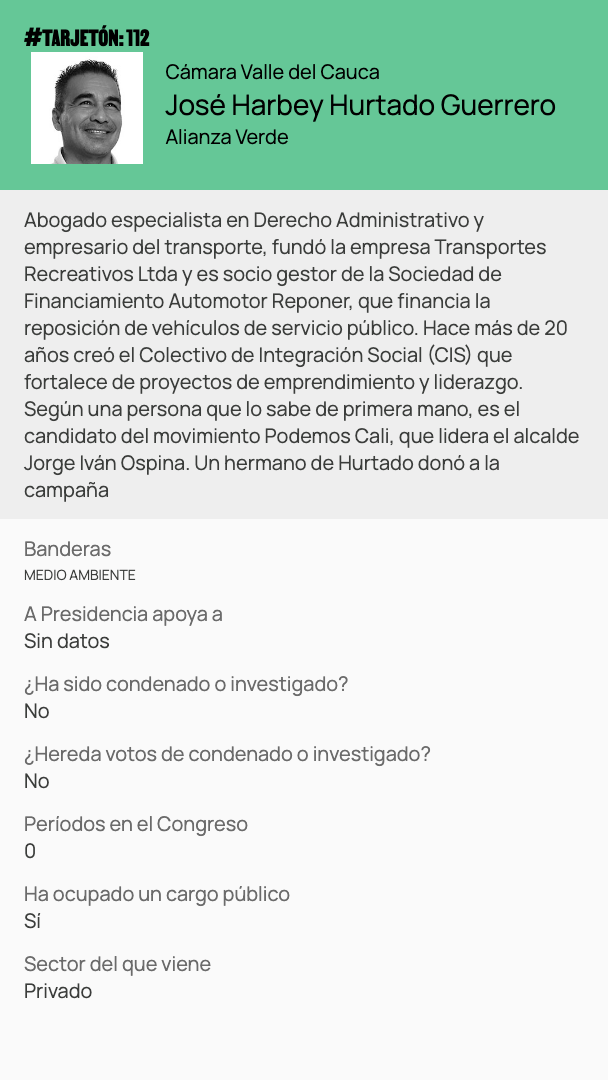 #TARJETÓN: 112
Cámara Valle del Cauca
José Harbey Hurtado Guerrero
Alianza Verde
Abogado especialista en Derecho Administrativo y
empresario del transporte, fundó la empresa Transportes
Recreativos Ltda y es socio gestor de la Sociedad de
Financiamiento Automotor Reponer, que financia la
reposición de vehículos de servicio público. Hace más de 20
años creó el Colectivo de Integración Social (CIS) que
fortalece de proyectos de emprendimiento y liderazgo.
Según una persona que lo sabe de primera mano, es el
candidato del movimiento Podemos Cali, que lidera el alcalde
Jorge Iván Ospina. Un hermano de Hurtado donó a la
campaña
Banderas
MEDIO AMBIENTE
A Presidencia apoya a
Sin datos
¿Ha sido condenado o investigado?
No
¿Hereda votos de condenado o investigado?
No
Períodos en el Congreso
0
Ha ocupado un cargo público
Sí
Sector del que viene
Privado